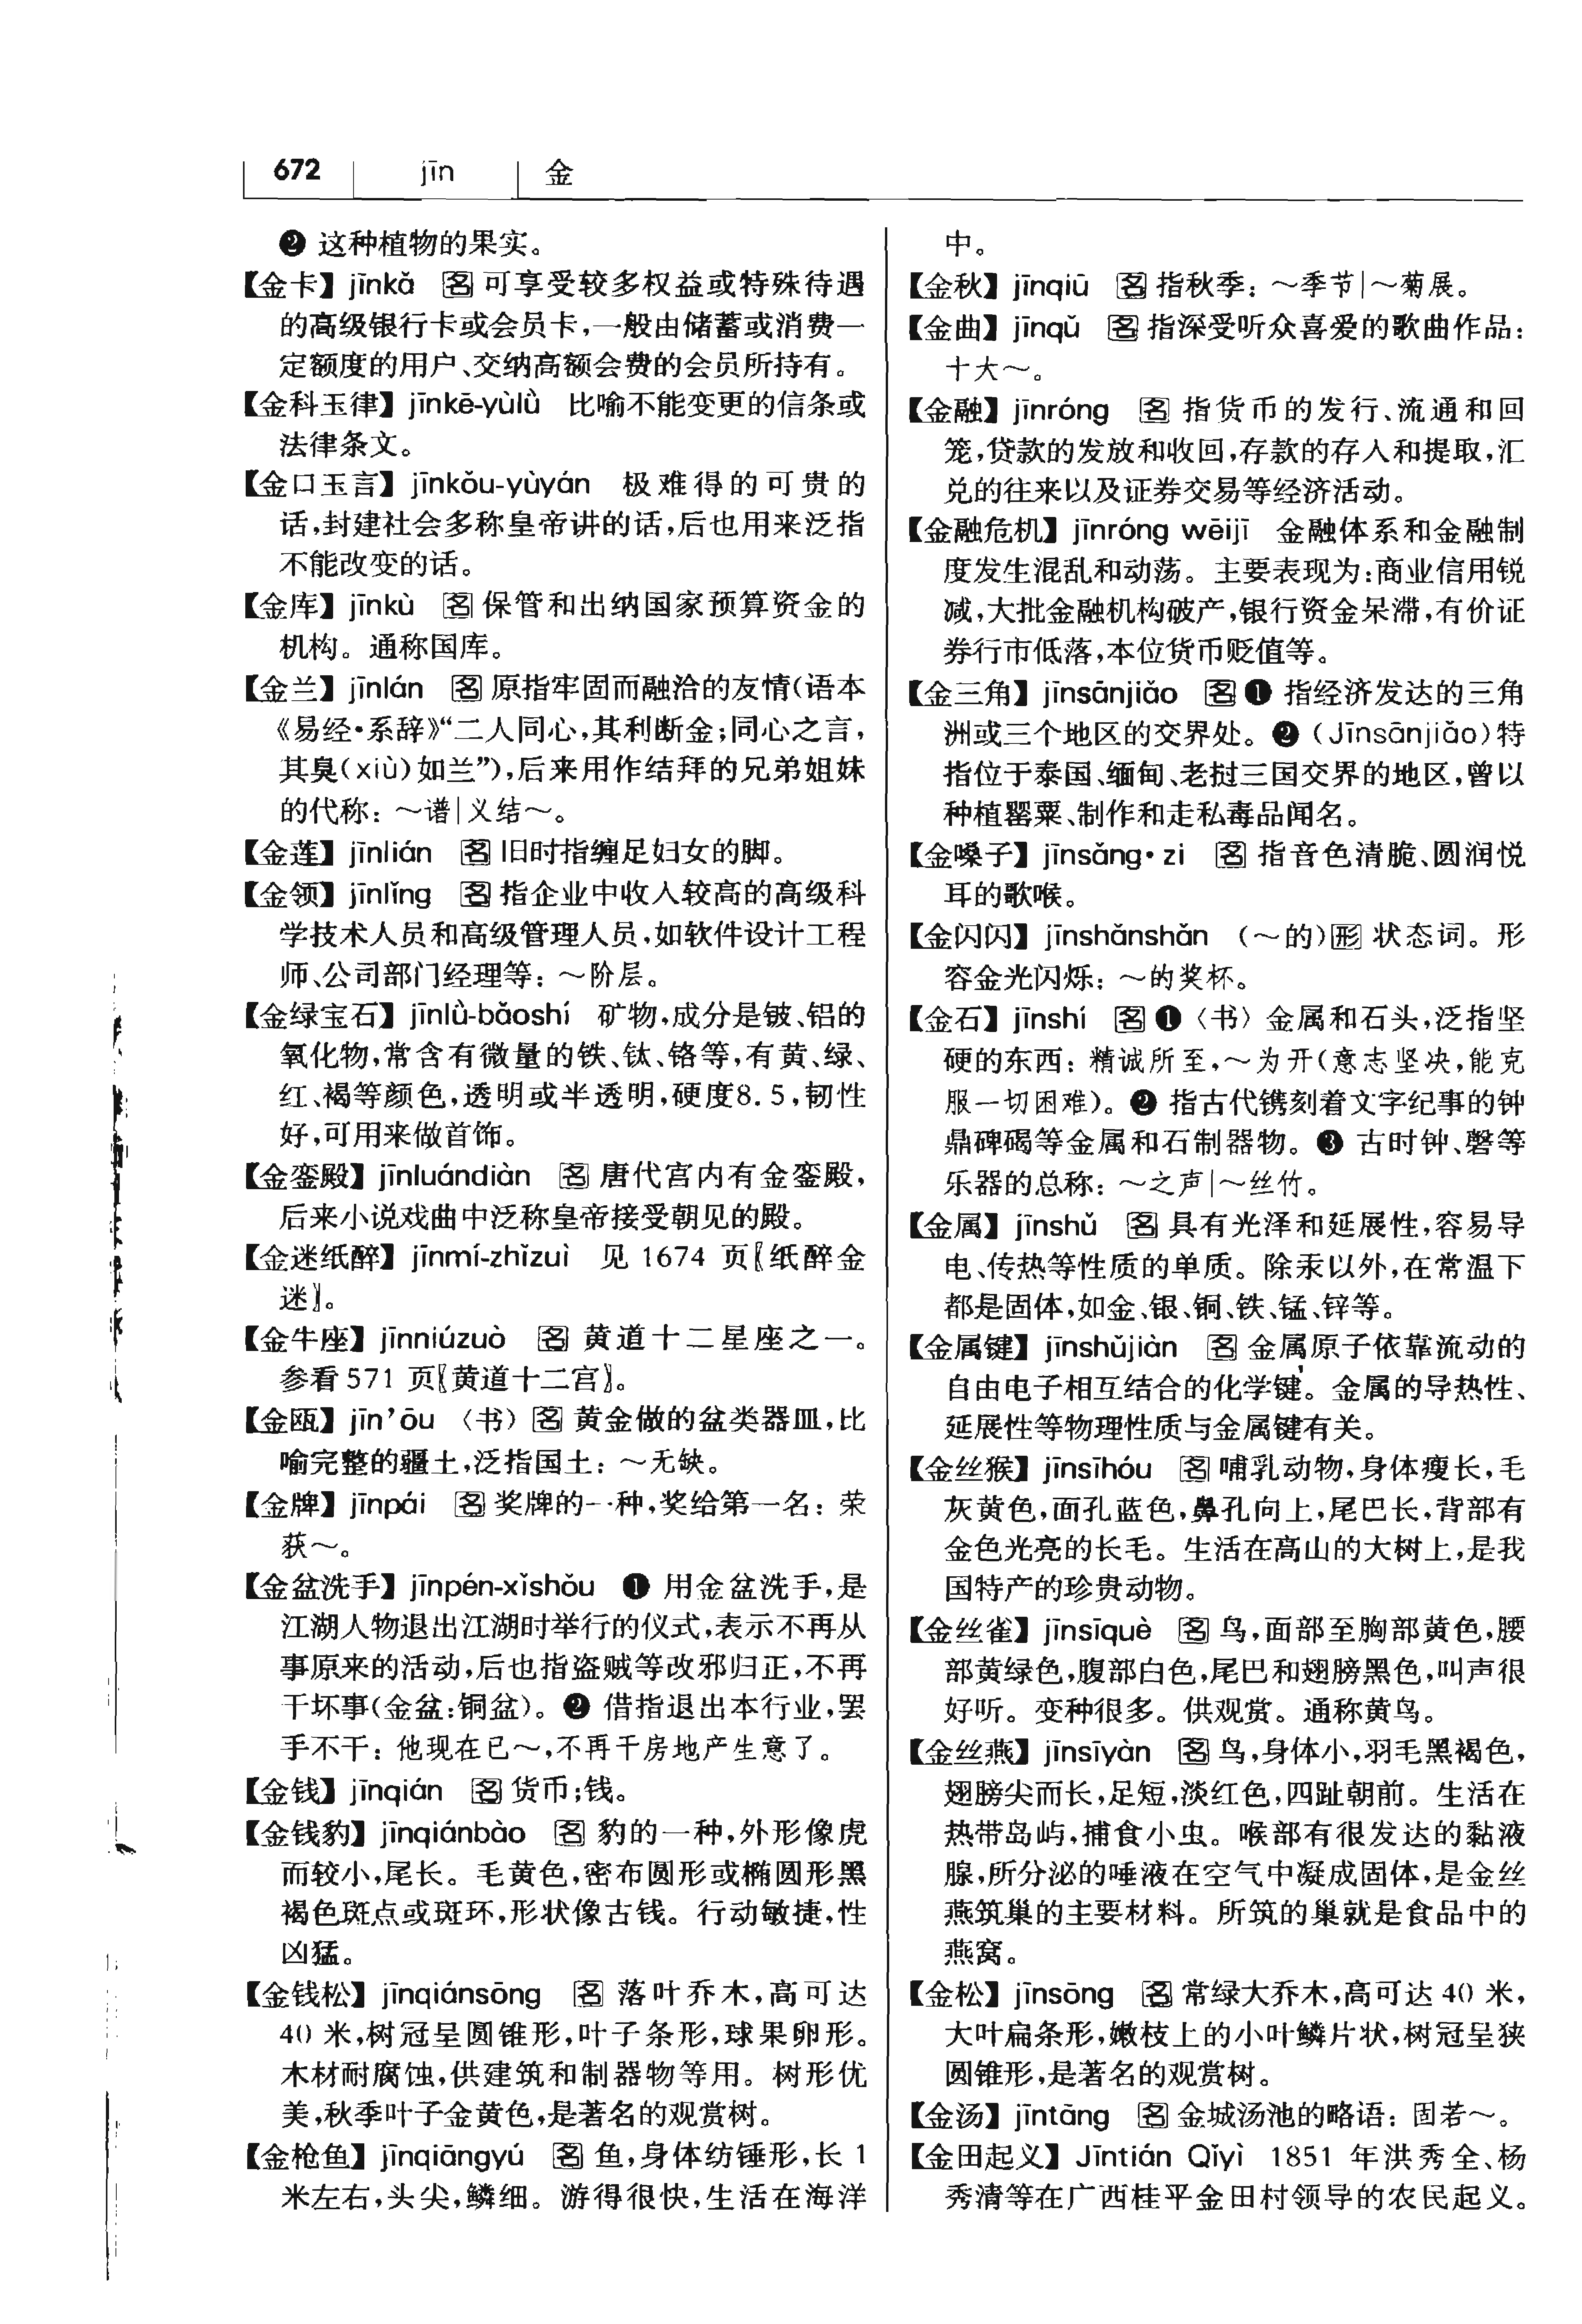 672 jīn 金
❷ 这种植物的果实。
【金卡】 jīnkǎ 名 可享受较多权益或特殊待遇
的高级银行卡或会员卡,一般由储蓄或消费一
定额度的用户、交纳高额会费的会员所持有。
【金科玉律】 jīnkē-yùlǜ 比喻不能变更的信条或
法律条文。
【金口玉言】 jīnkǒu-yùyán 极难得的可贵的
话,封建社会多称皇帝讲的话,后也用来泛指
不能改变的话。
【金库】 jīnkù 名 保管和出纳国家预算资金的
机构。通称国库。
【金兰】 jīnlán 名 原指牢固而融洽的友情(语本
《易经·系辞》“二人同心,其利断金;同心之言,
其臭(xiù)如兰”),后来用作结拜的兄弟姐妹
的代称: ～谱|义结～。
【金莲】 jīnlián 名 旧时指缠足妇女的脚。
【金领】 jīnlǐng 名 指企业中收入较高的高级科
学技术人员和高级管理人员,如软件设计工程
师、公司部门经理等: ～阶层。
【金绿宝石】 jīnlǜ-bǎoshí 矿物,成分是铍、铝的
氧化物,常含有微量的铁、钛、铬等,有黄、绿、
红、褐等颜色,透明或半透明,硬度8.5,韧性
好,可用来做首饰。
【金銮殿】 jīnluándiàn 名 唐代宫内有金銮殿,
后来小说戏曲中泛称皇帝接受朝见的殿。
【金迷纸醉】 jīnmí-zhǐzuì 见 1674 页〖纸醉金
迷〗。
【金牛座】 jīnniúzuò 名 黄道十二星座之一。
参看 571 页〖黄道十二宫〗。
【金瓯】 jīn’ōu 〈书〉 名 黄金做的盆类器皿,比
喻完整的疆土,泛指国土: ～无缺。
【金牌】 jīnpái 名 奖牌的一种,奖给第一名: 荣
获～。
【金盆洗手】 jīnpén-xǐshǒu ❶ 用金盆洗手,是
江湖人物退出江湖时举行的仪式,表示不再从
事原来的活动,后也指盗贼等改邪归正,不再
干坏事(金盆:铜盆)。❷ 借指退出本行业,罢
手不干: 他现在已～,不再干房地产生意了。
【金钱】 jīnqián 名 货币;钱。
【金钱豹】 jīnqiánbào 名 豹的一种,外形像虎
而较小,尾长。毛黄色,密布圆形或椭圆形黑
褐色斑点或斑环,形状像古钱。行动敏捷,性
凶猛。
【金钱松】 jīnqiánsōng 名 落叶乔木,高可达
40 米,树冠呈圆锥形,叶子条形,球果卵形。
木材耐腐蚀,供建筑和制器物等用。树形优
美,秋季叶子金黄色,是著名的观赏树。
【金枪鱼】 jīnqiāngyú 名 鱼,身体纺锤形,长 1
米左右,头尖,鳞细。游得很快,生活在海洋
中。
【金秋】 jīnqiū 名 指秋季: ～季节|～菊展。
【金曲】 jīnqǔ 名 指深受听众喜爱的歌曲作品:
十大～。
【金融】 jīnróng 名 指货币的发行、流通和回
笼,贷款的发放和收回,存款的存入和提取,汇
兑的往来以及证券交易等经济活动。
【金融危机】 jīnróng wēijī 金融体系和金融制
度发生混乱和动荡。主要表现为:商业信用锐
减,大批金融机构破产,银行资金呆滞,有价证
券行市低落,本位货币贬值等。
【金三角】 jīnsānjiǎo 名 ❶ 指经济发达的三角
洲或三个地区的交界处。❷ (Jīnsānjiǎo)特
指位于泰国、缅甸、老挝三国交界的地区,曾以
种植罂粟、制作和走私毒品闻名。
【金嗓子】 jīnsǎng·zi 名 指音色清脆、圆润悦
耳的歌喉。
【金闪闪】 jīnshǎnshǎn (～的)形 状态词。形
容金光闪烁: ～的奖杯。
【金石】 jīnshí 名 ❶〈书〉金属和石头,泛指坚
硬的东西: 精诚所至,～为开(意志坚决,能克
服一切困难)。❷ 指古代镌刻着文字纪事的钟
鼎碑碣等金属和石制器物。❸ 古时钟、磬等
乐器的总称: ～之声|～丝竹。
【金属】 jīnshǔ 名 具有光泽和延展性,容易导
电、传热等性质的单质。除汞以外,在常温下
都是固体,如金、银、铜、铁、锰、锌等。
【金属键】 jīnshǔjiàn 名 金属原子依靠流动的
自由电子相互结合的化学键。金属的导热性、
延展性等物理性质与金属键有关。
【金丝猴】 jīnsīhóu 名 哺乳动物,身体瘦长,毛
灰黄色,面孔蓝色,鼻孔向上,尾巴长,背部有
金色光亮的长毛。生活在高山的大树上,是我
国特产的珍贵动物。
【金丝雀】 jīnsīquè 名 鸟,面部至胸部黄色,腰
部黄绿色,腹部白色,尾巴和翅膀黑色,叫声很
好听。变种很多。供观赏。通称黄鸟。
【金丝燕】 jīnsīyàn 名 鸟,身体小,羽毛黑褐色,
翅膀尖而长,足短,淡红色,四趾朝前。生活在
热带岛屿,捕食小虫。喉部有很发达的黏液
腺,所分泌的唾液在空气中凝成固体,是金丝
燕筑巢的主要材料。所筑的巢就是食品中的
燕窝。
【金松】 jīnsōng 名 常绿大乔木,高可达 40 米,
大叶扁条形,嫩枝上的小叶鳞片状,树冠呈狭
圆锥形,是著名的观赏树。
【金汤】 jīntāng 名 金城汤池的略语: 固若～。
【金田起义】 Jīntián Qǐyì 1851 年洪秀全、杨
秀清等在广西桂平金田村领导的农民起义。